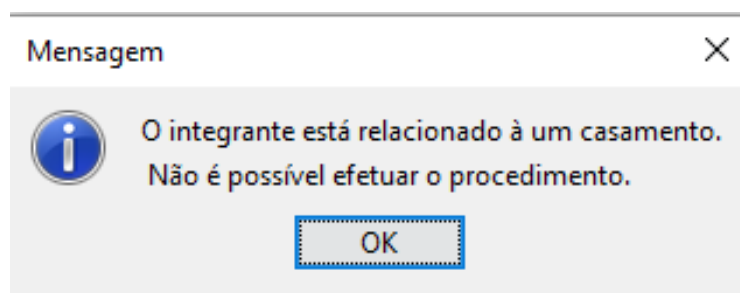 Mensagem
O integrante está relacionado à um casamento.
Não é possível efetuar o procedimento.
OK